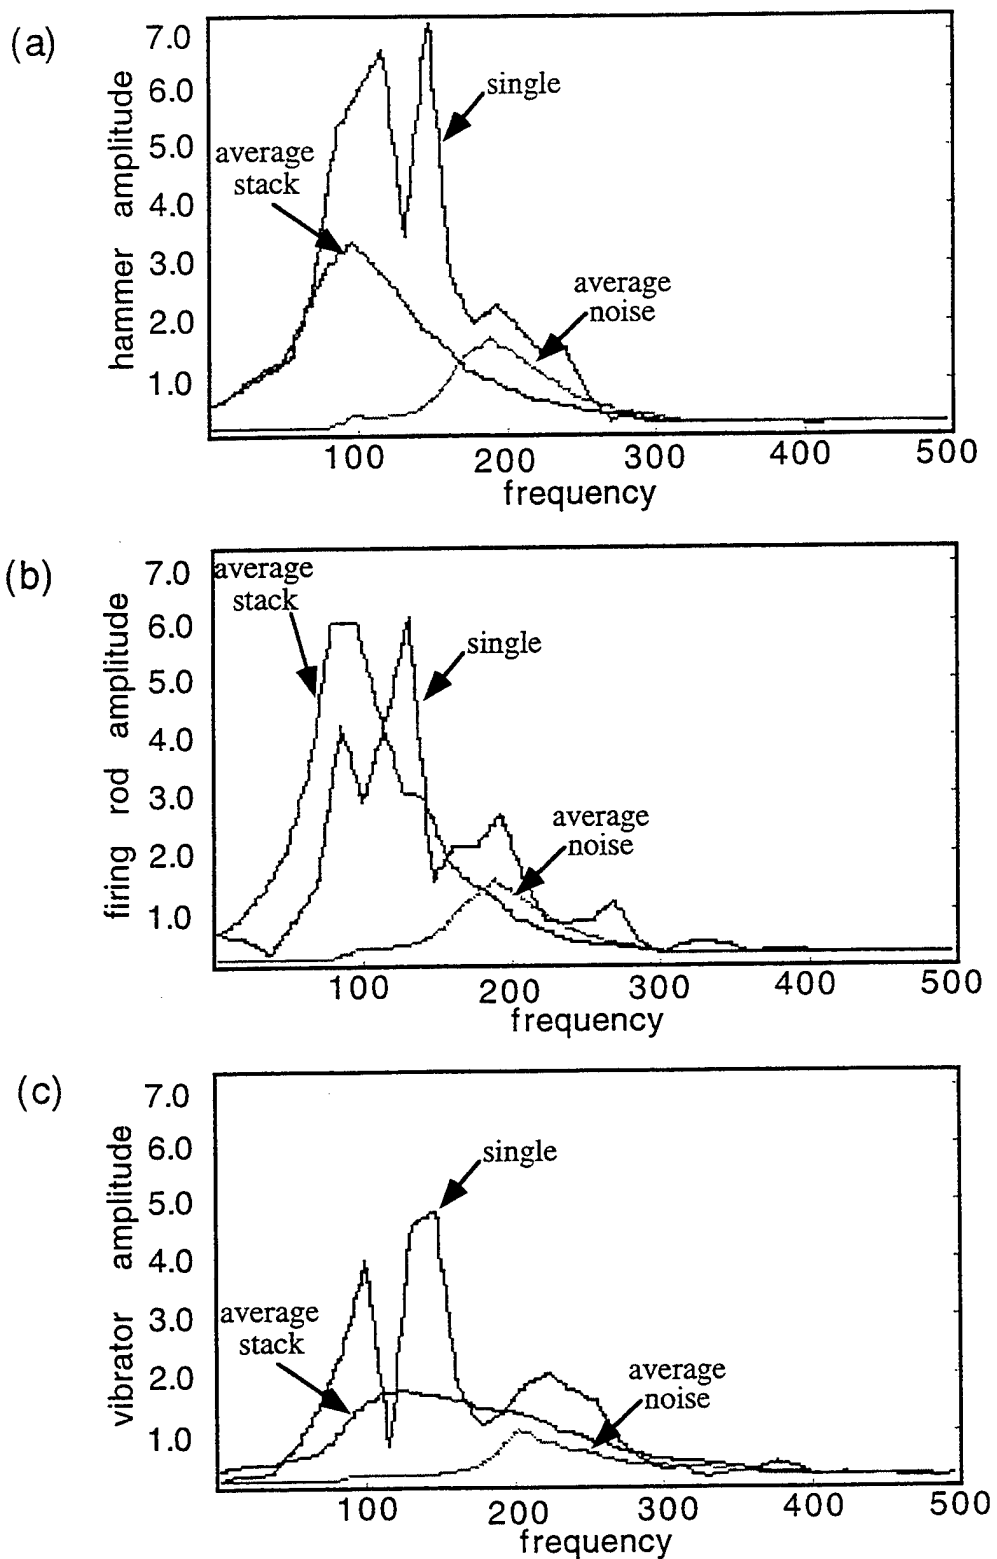 (a)
hammer amplitude
7.0
6.0
5.0
4.0
3.0
2.0
1.0
single
average
stack
average
noise
100 200 300 400 500
frequency
(b)
firing rod amplitude
7.0
6.0
5.0
4.0
3.0
2.0
1.0
average
stack
single
average
noise
100 200 300 400 500
frequency
(c)
vibrator amplitude
7.0
6.0
5.0
4.0
3.0
2.0
1.0
single
average
stack
average
noise
100 200 300 400 500
frequency